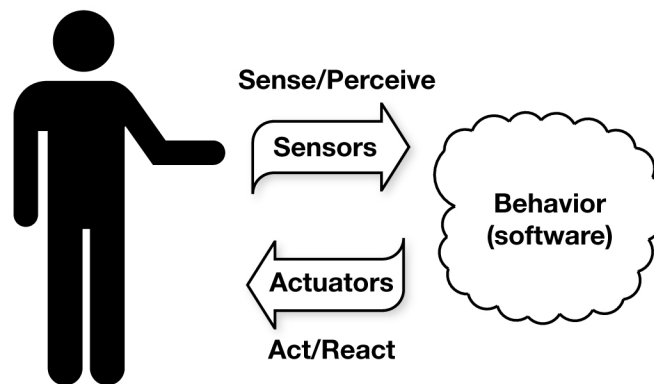 Sense/Perceive
Sensors
Behavior
(software)
Actuators
Act/React